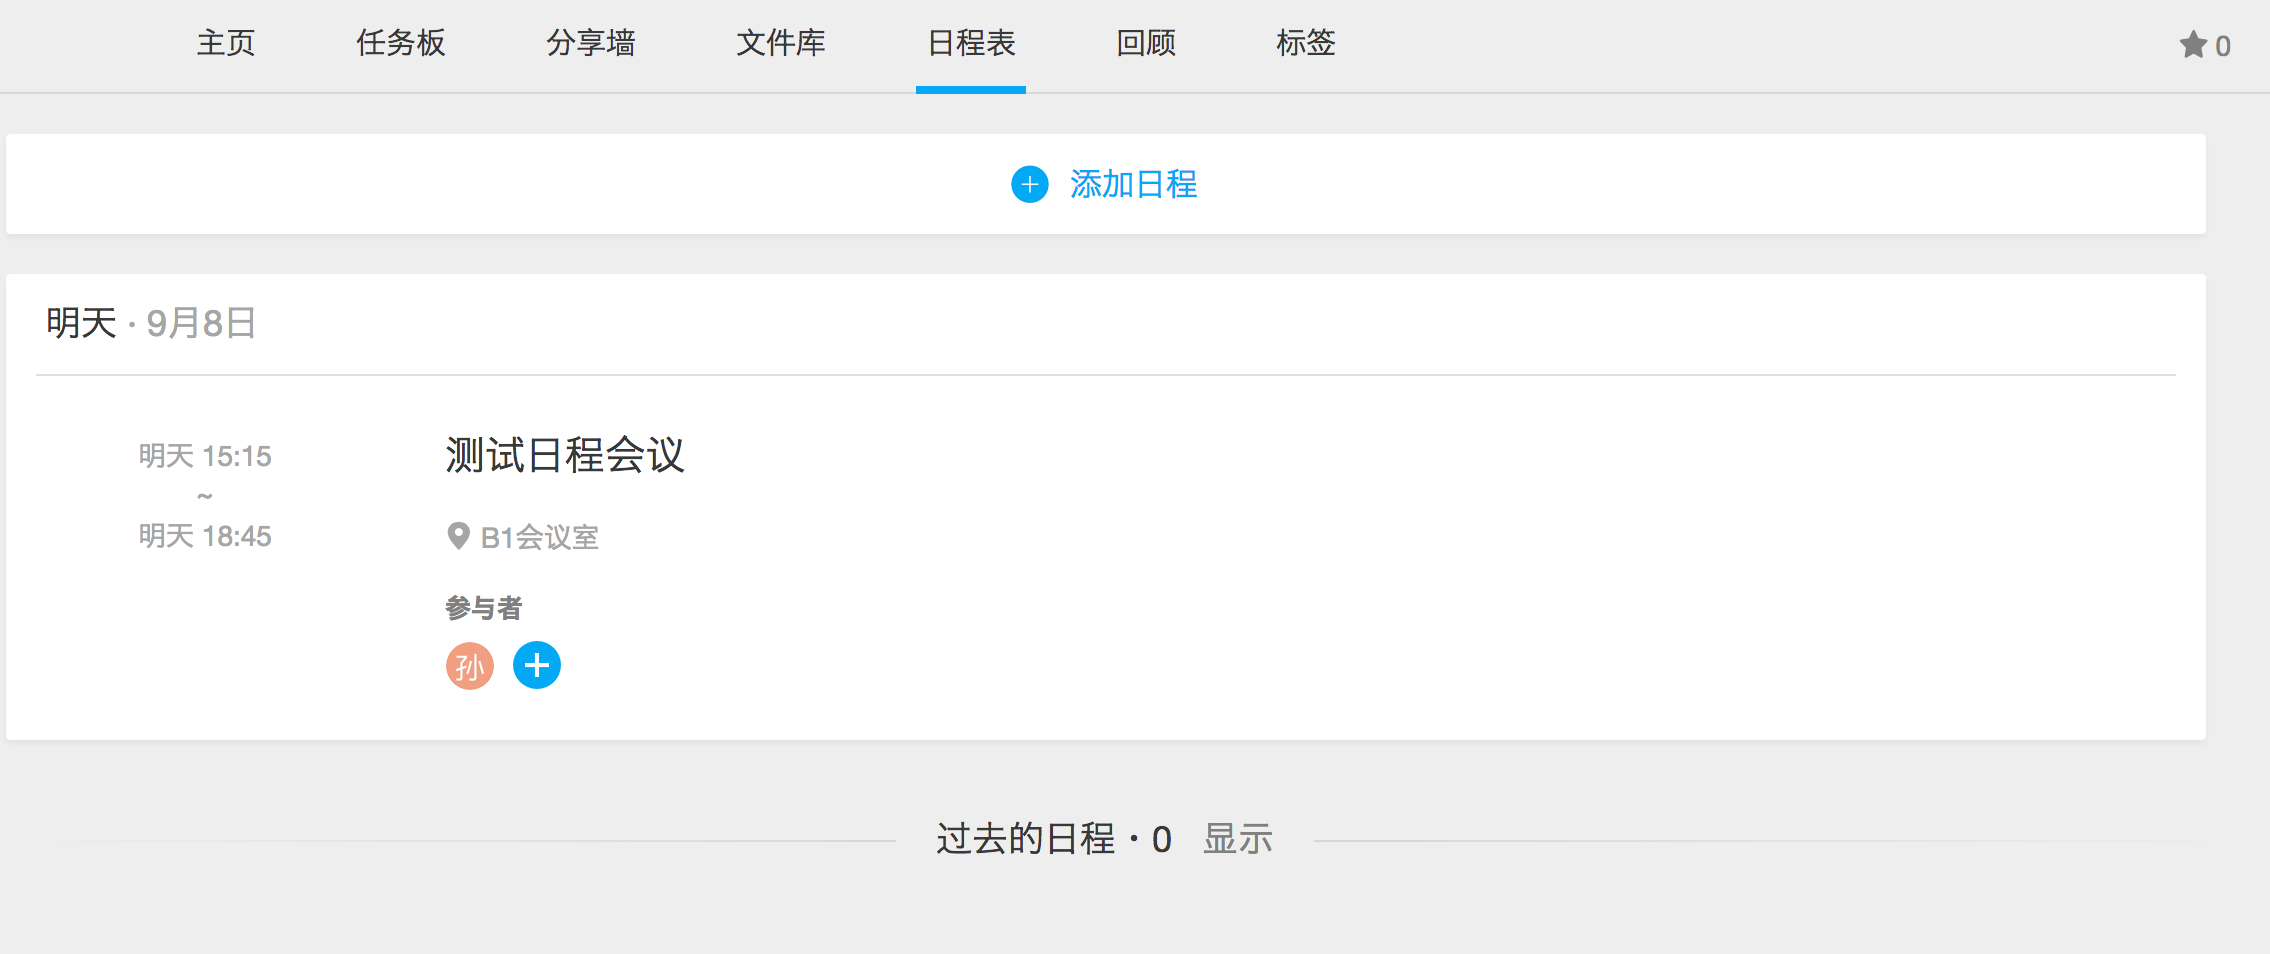 主页 任务板 分享墙 文件库 日程表 回顾 标签 0
添加日程
明天 · 9月8日
明天 15:15
~
明天 18:45
测试日程会议
B1会议室
参与者
孙
过去的日程 · 0 显示